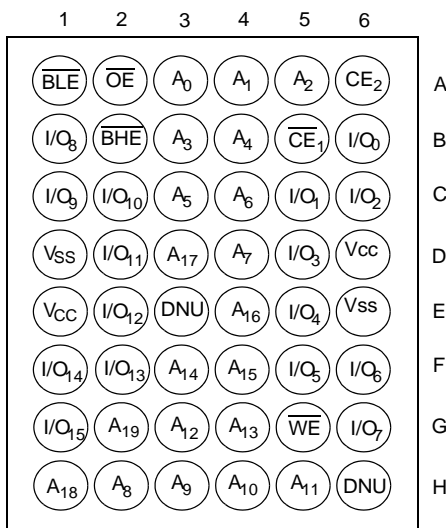 1 2 3 4 5 6
BLE OE A0 A1 A2 CE2 A
I/O8 BHE A3 A4 CE1 I/O0 B
I/O9 I/O10 A5 A6 I/O1 I/O2 C
VSS I/O11 A17 A7 I/O3 Vcc D
VCC I/O12 DNU A16 I/O4 Vss E
I/O14 I/O13 A14 A15 I/O5 I/O6 F
I/O15 A19 A12 A13 WE I/O7 G
A18 A8 A9 A10 A11 DNU H